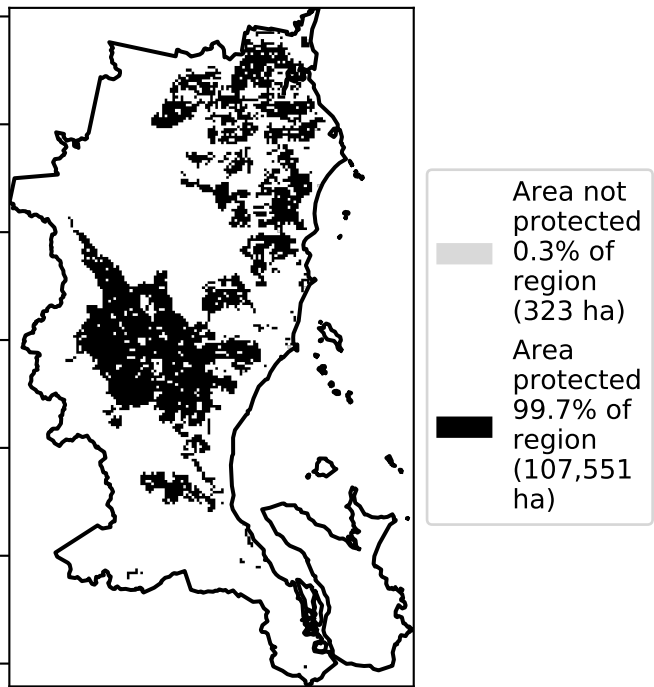 Area not
protected
0.3% of
region
(323 ha)
Area
protected
99.7% of
region
(107,551
ha)